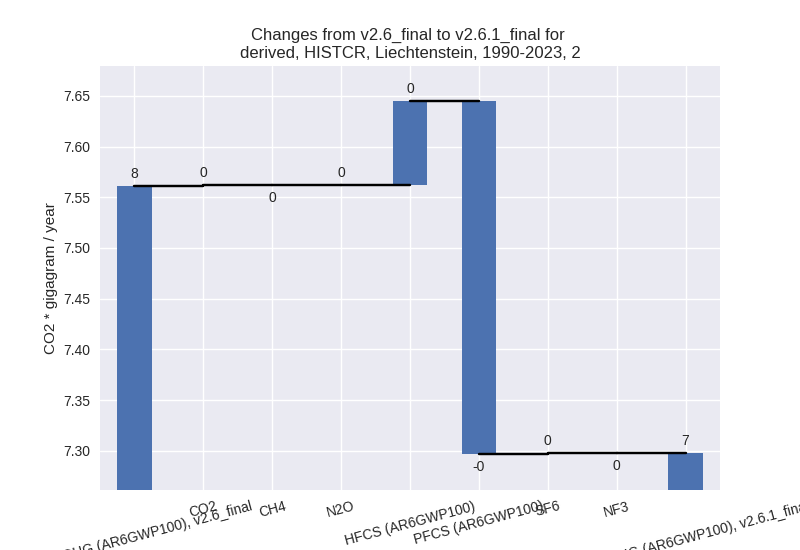 Changes from v2.6_final to v2.6.1_final for
derived, HISTCR, Liechtenstein, 1990-2023, 2
CO2 * gigagram / year
7.65
7.60
7.55
7.50
7.45
7.40
7.35
7.30
8
0
0
0
0
-0
0
0
7
(AR6GWP100), v2.6_final
CO2
CH4
N2O
HFCS (AR6GWP100)
PFCS (AR6GWP100)
SF6
NF3
(AR6GWP100), v2.6.1_fina